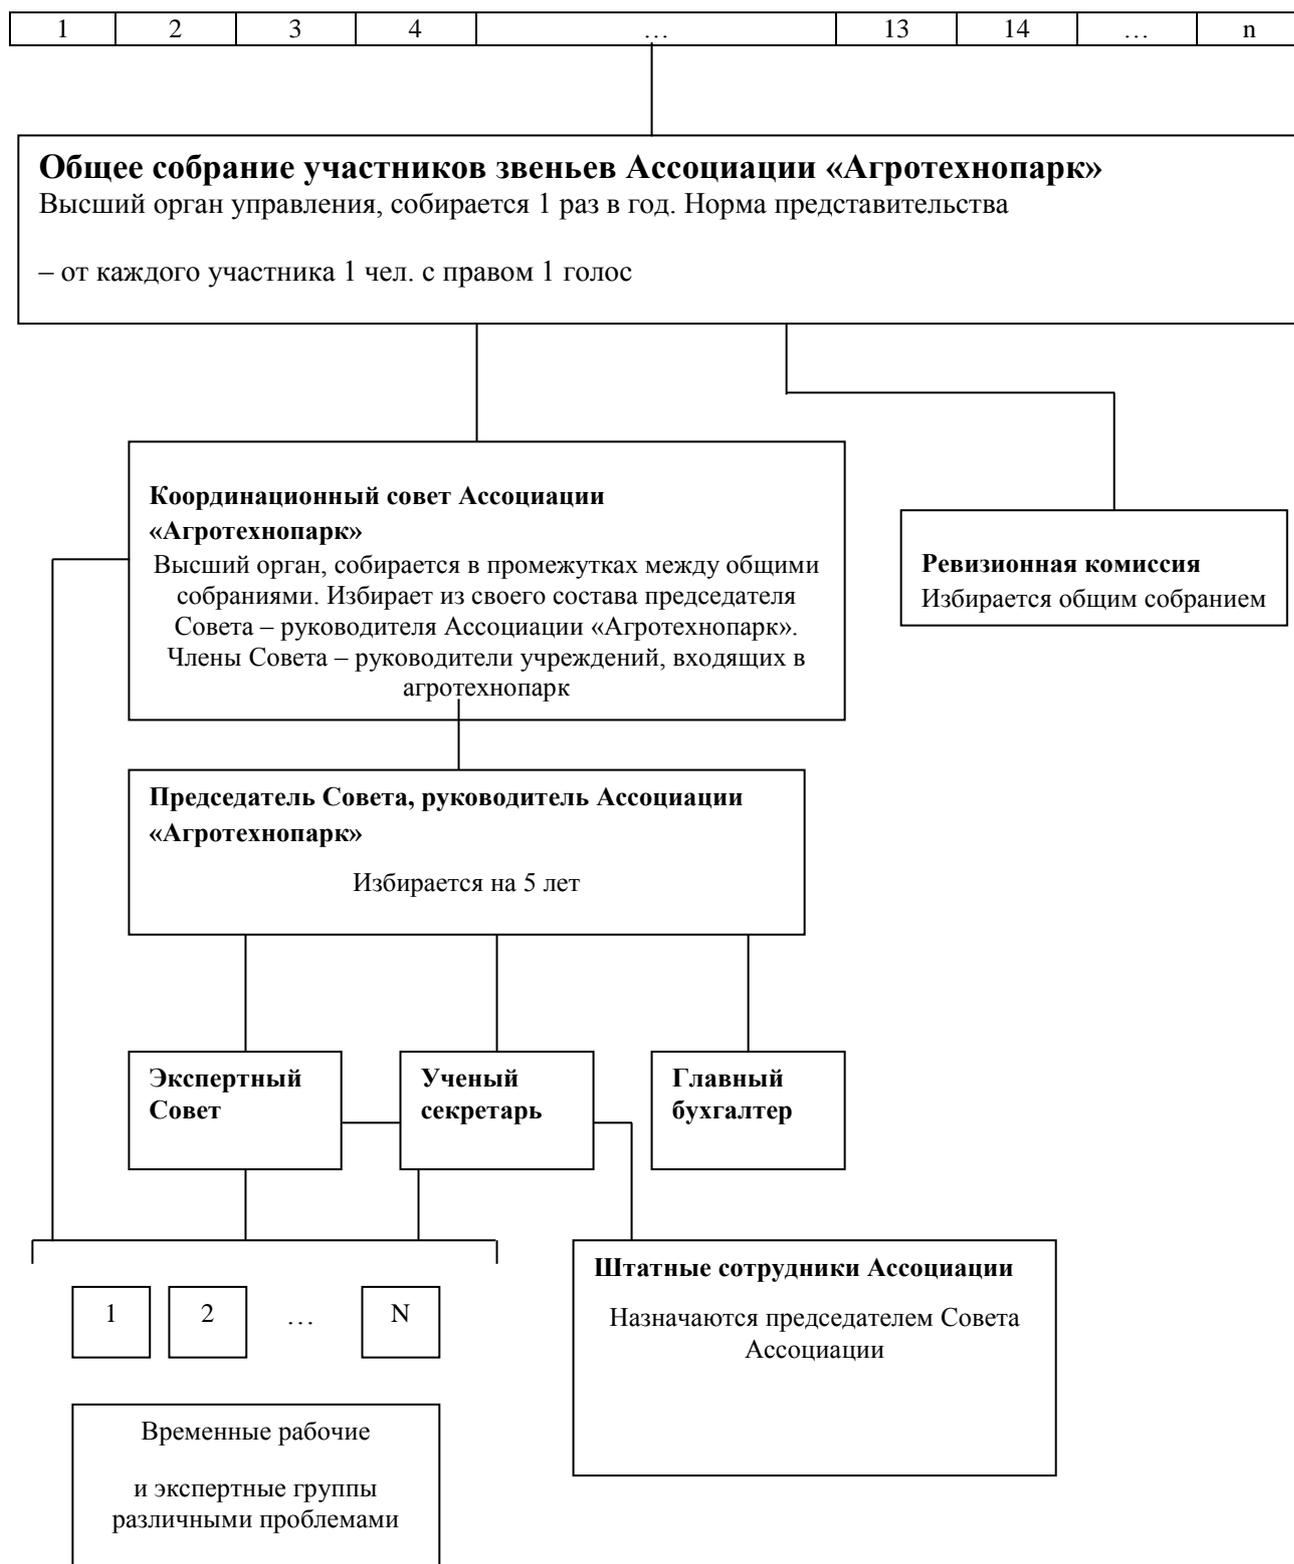 1 2 3 4 … 13 14 … n
Общее собрание участников звеньев Ассоциации «Агротехнопарк»
Высший орган управления, собирается 1 раз в год. Норма представительства
– от каждого участника 1 чел. с правом 1 голос
Координационный совет Ассоциации
«Агротехнопарк»
Высший орган, собирается в промежутках между общими
собраниями. Избирает из своего состава председателя
Совета – руководителя Ассоциации «Агротехнопарк».
Члены Совета – руководители учреждений, входящих в
агротехнопарк
Ревизионная комиссия
Избирается общим собранием
Председатель Совета, руководитель Ассоциации
«Агротехнопарк»
Избирается на 5 лет
Экспертный
Совет
Ученый
секретарь
Главный
бухгалтер
1 2 … N
Штатные сотрудники Ассоциации
Назначаются председателем Совета
Ассоциации
Временные рабочие
и экспертные группы
различными проблемами